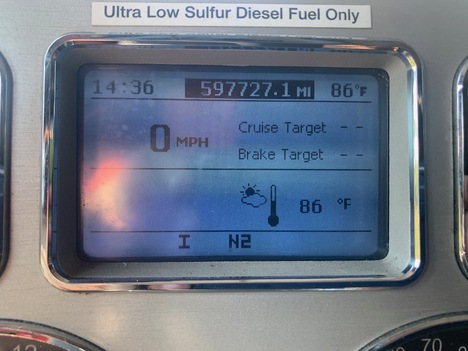 Ultra Low Sulfur Diesel Fuel Only
14:36 597727.1 MI 86°F
0 MPH
Cruise Target --
Brake Target --
86 °F
I N2
70